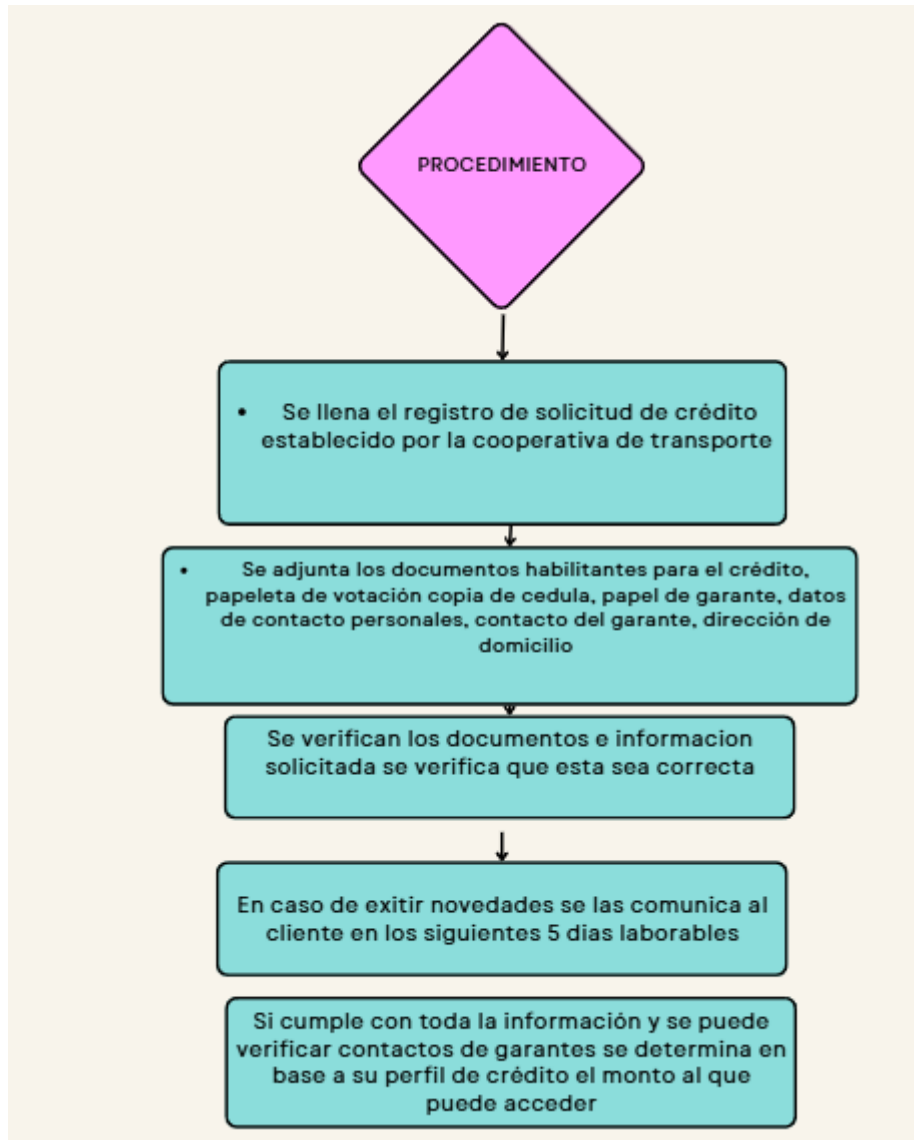 PROCEDIMIENTO
• Se llena el registro de solicitud de crédito
establecido por la cooperativa de transporte
• Se adjunta los documentos habilitantes para el crédito,
papeleta de votación copia de cedula, papel de garante, datos
de contacto personales, contacto del garante, dirección de
domicilio
Se verifican los documentos e informacion
solicitada se verifica que esta sea correcta
En caso de exitir novedades se las comunica al
cliente en los siguientes 5 dias laborables
Si cumple con toda la información y se puede
verificar contactos de garantes se determina en
base a su perfil de crédito el monto al que
puede acceder